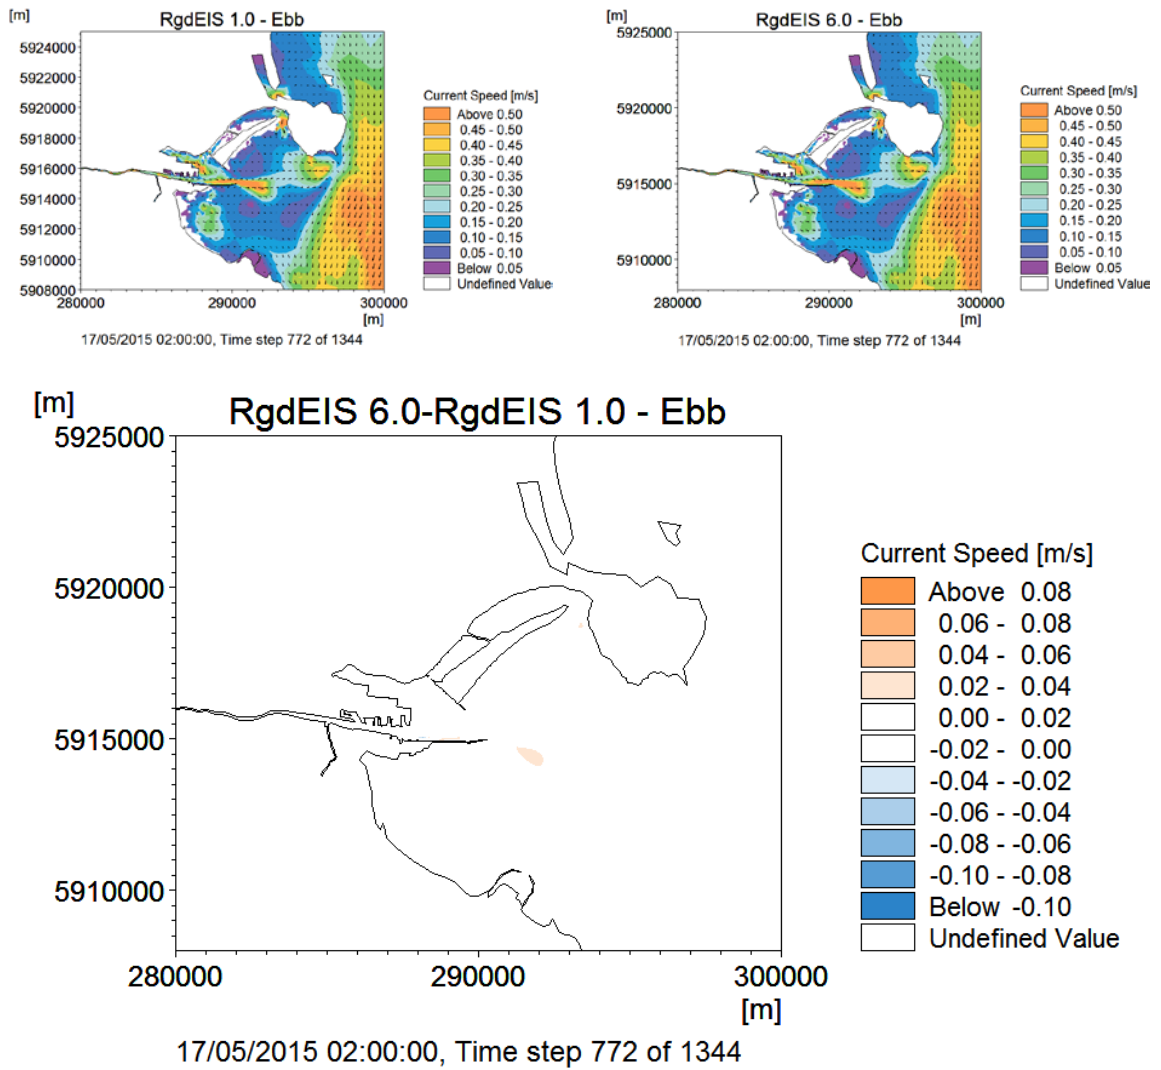 [m]
RgdEIS 1.0 - Ebb
5924000
5922000
5920000
5918000
5916000
5914000
5912000
5910000
5908000
280000
290000
300000
[m]
17/05/2015 02:00:00, Time step 772 of 1344
Current Speed [m/s]
Above 0.50
0.45 - 0.50
0.40 - 0.45
0.35 - 0.40
0.30 - 0.35
0.25 - 0.30
0.20 - 0.25
0.15 - 0.20
0.10 - 0.15
0.05 - 0.10
Below 0.05
Undefined Value
[m]
RgdEIS 6.0 - Ebb
5925000
5920000
5915000
5910000
280000
290000
300000
[m]
17/05/2015 02:00:00, Time step 772 of 1344
Current Speed [m/s]
Above 0.50
0.45 - 0.50
0.40 - 0.45
0.35 - 0.40
0.30 - 0.35
0.25 - 0.30
0.20 - 0.25
0.15 - 0.20
0.10 - 0.15
0.05 - 0.10
Below 0.05
Undefined Value
[m]
RgdEIS 6.0-RgdEIS 1.0 - Ebb
5925000
5920000
5915000
5910000
280000
290000
300000
[m]
17/05/2015 02:00:00, Time step 772 of 1344
Current Speed [m/s]
Above 0.08
0.06 - 0.08
0.04 - 0.06
0.02 - 0.04
0.00 - 0.02
-0.02 - 0.00
-0.04 - -0.02
-0.06 - -0.04
-0.08 - -0.06
-0.10 - -0.08
Below -0.10
Undefined Value